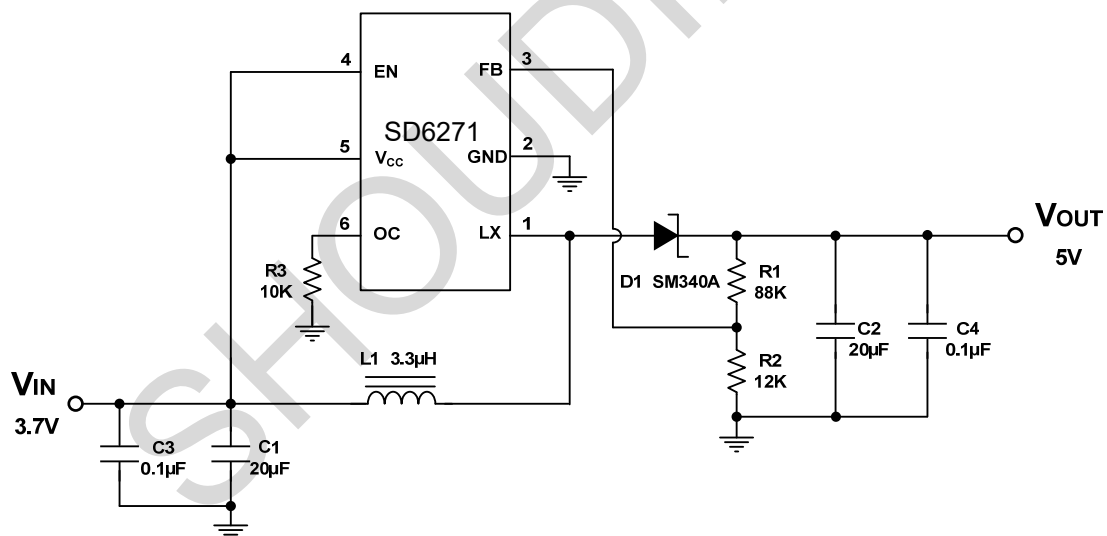 4
EN
FB
3
SD6271
5
VCC
GND
2
6
OC
LX
1
R3
10K
D1 SM340A
R1
88K
VOUT
5V
C2
20µF
C4
0.1µF
R2
12K
L1 3.3µH
VIN
3.7V
C3
0.1µF
C1
20µF